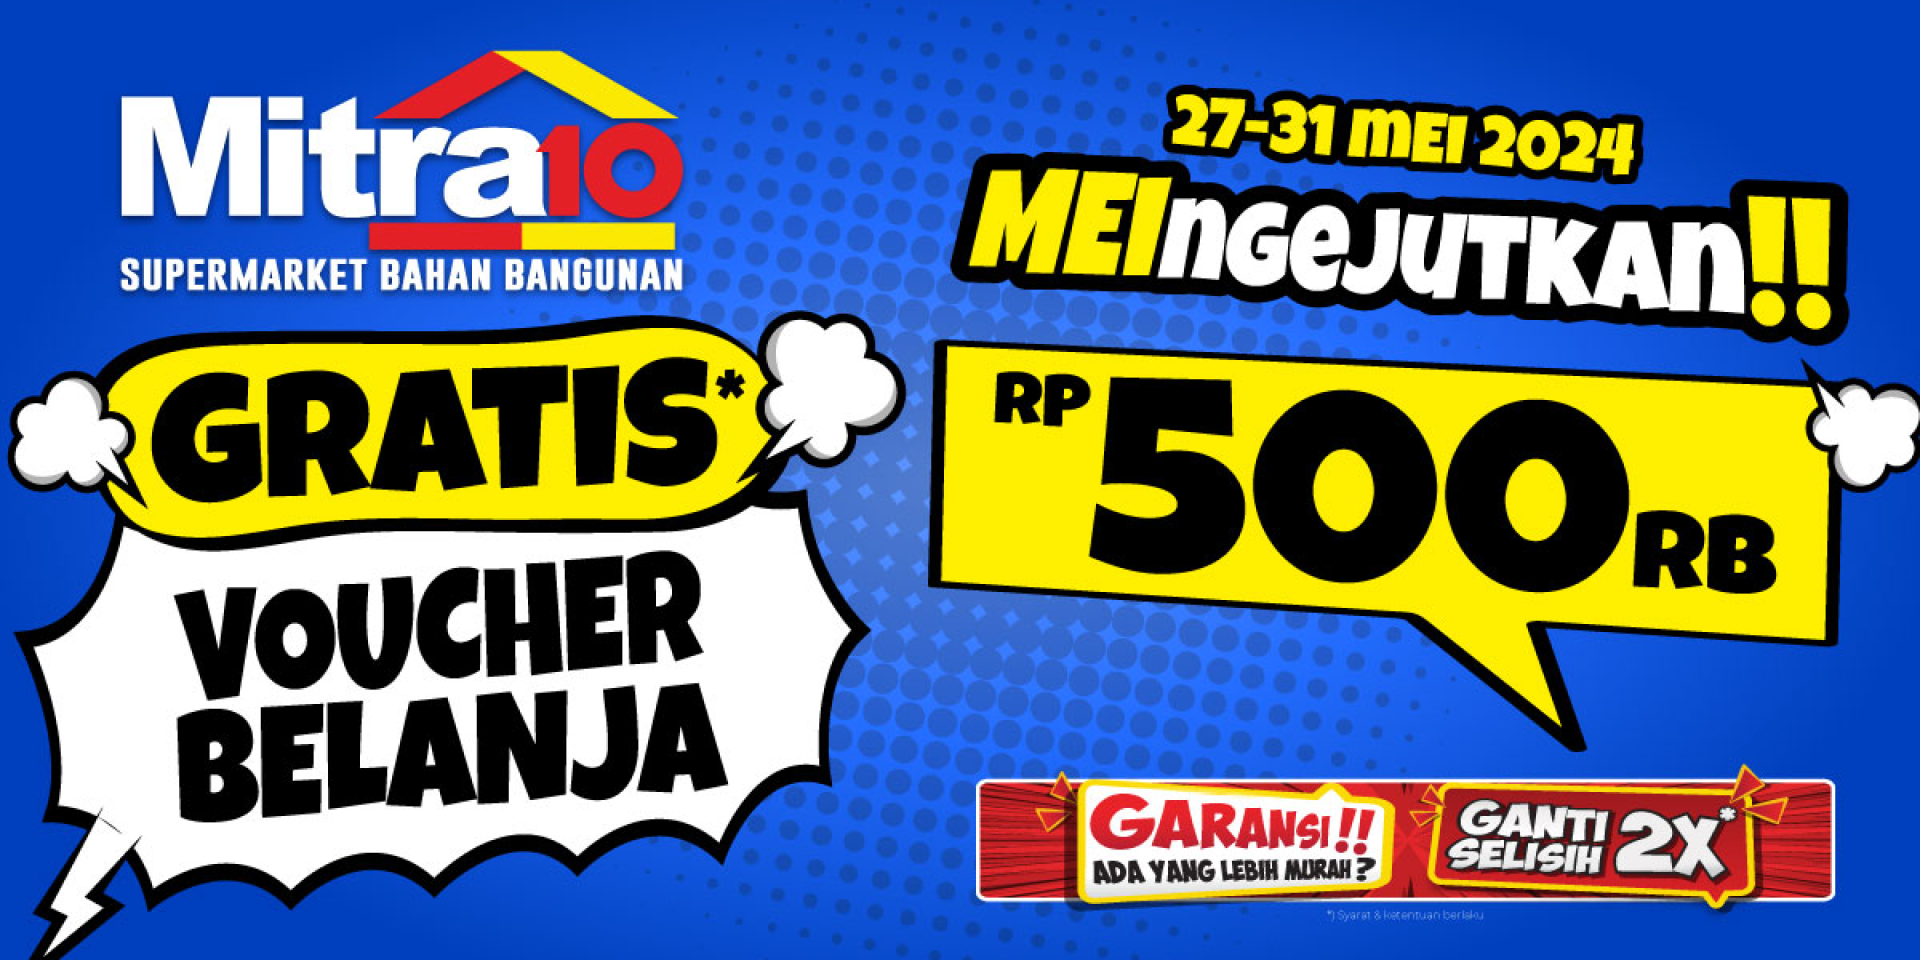 Mitra10
SUPERMARKET BAHAN BANGUNAN
GRATIS*
VOUCHER
BELANJA
27-31 MEI 2024
MEIngejutkan!!
RP 500 RB
GARANSI!!
ADA YANG LEBIH MURAH?
GANTI
SELISIH 2X*
*) Syarat & ketentuan berlaku